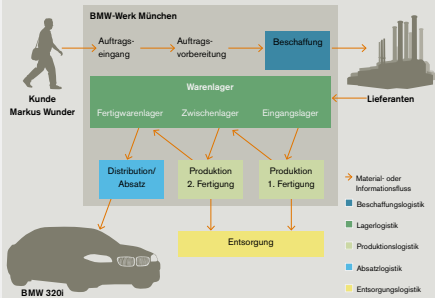 BMW-Werk München
Auftrags-
eingang
Auftrags-
vorbereitung
Beschaffung
Kunde
Markus Wunder
Lieferanten
Warenlager
Fertigwarenlager
Zwischenlager
Eingangslager
Distribution/
Absatz
Produktion
2. Fertigung
Produktion
1. Fertigung
Entsorgung
BMW 320i
Material- oder
Informationsfluss
Beschaffungslogistik
Lagerlogistik
Produktionslogistik
Absatzlogistik
Entsorgungslogistik